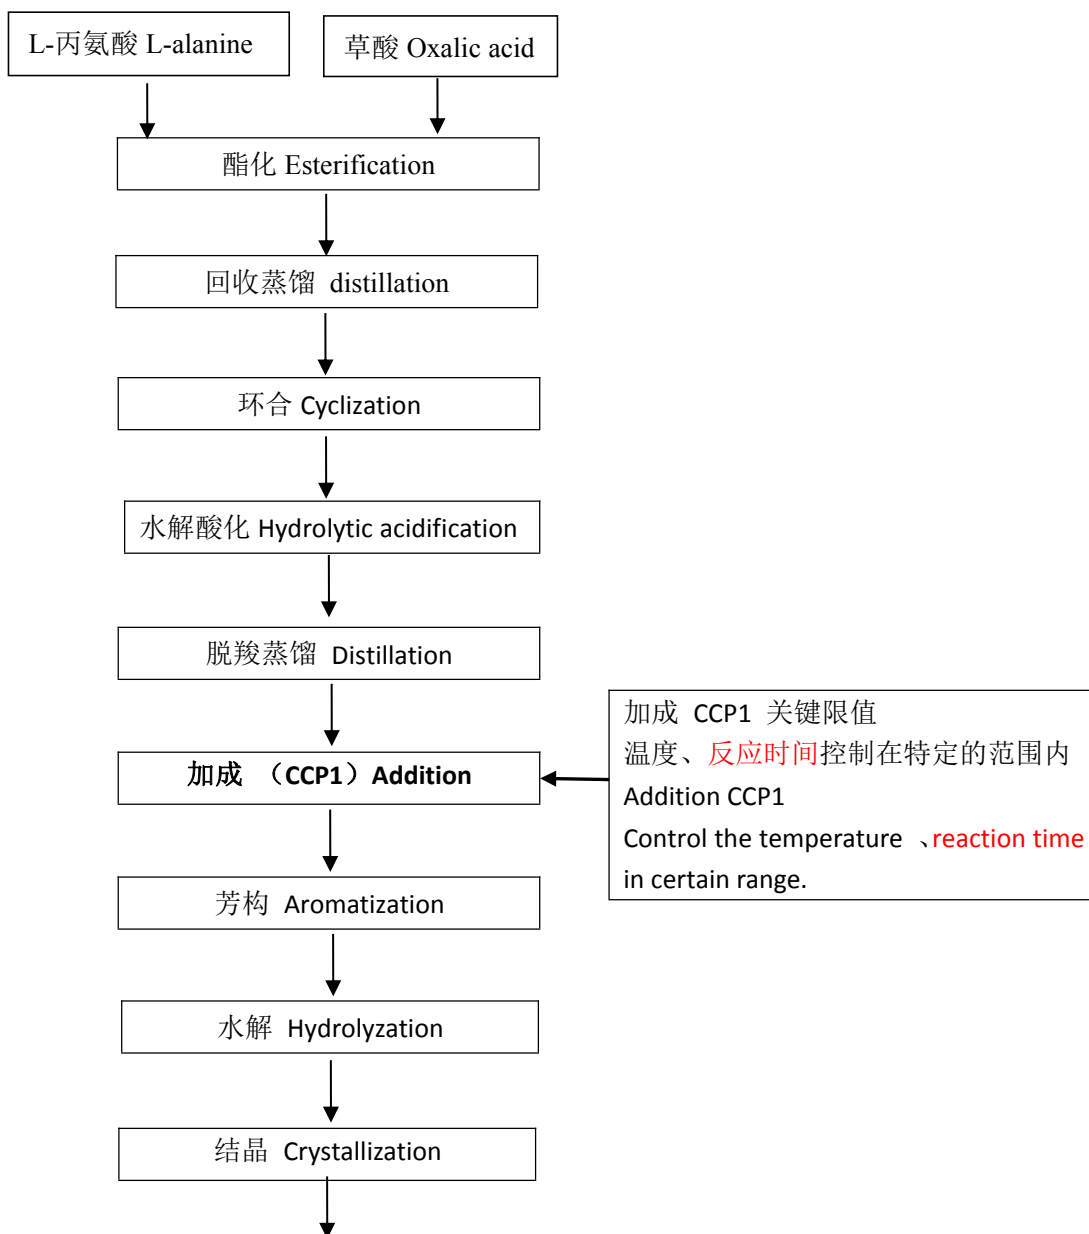 L-丙氨酸 L-alanine
草酸 Oxalic acid
酯化 Esterification
回收蒸馏 distillation
环合 Cyclization
水解酸化 Hydrolytic acidification
脱羧蒸馏 Distillation
加成 （CCP1）Addition
加成 CCP1 关键限值
温度、反应时间控制在特定的范围内
Addition CCP1
Control the temperature 、reaction time
in certain range.
芳构 Aromatization
水解 Hydrolyzation
结晶 Crystallization